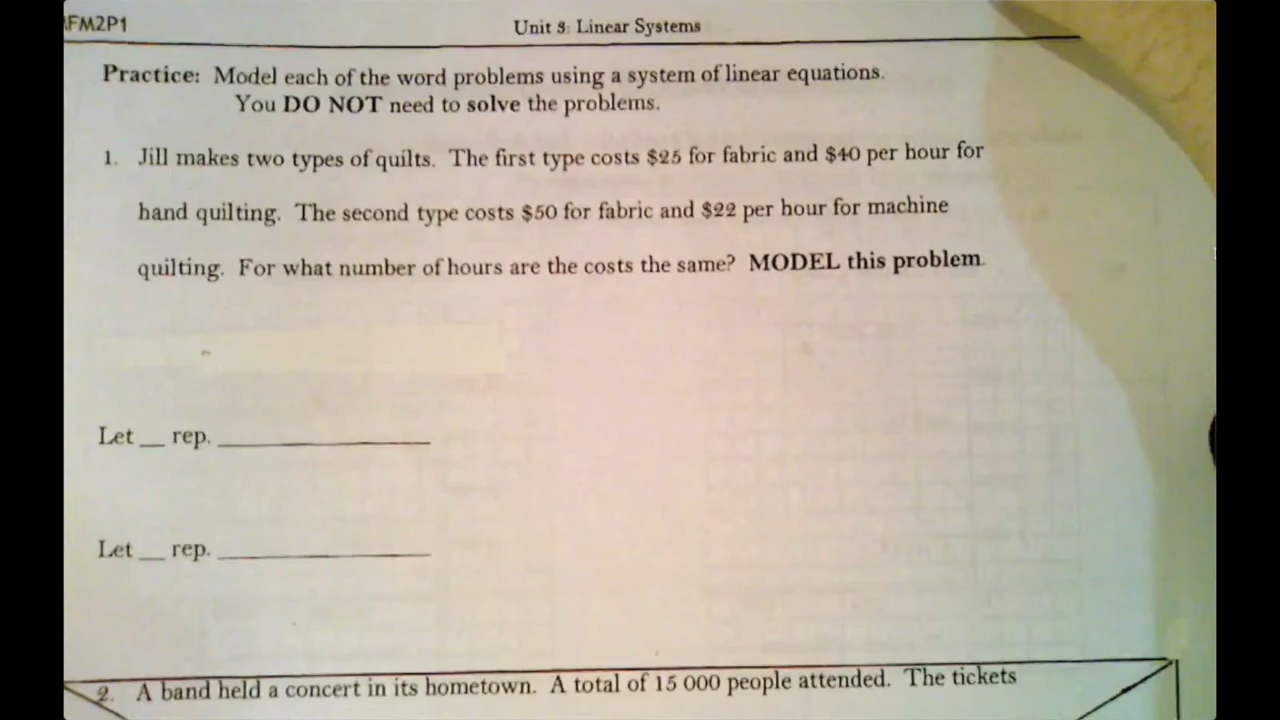 FM2P1
Unit 3: Linear Systems
Practice: Model each of the word problems using a system of linear equations.
You DO NOT need to solve the problems.
1. Jill makes two types of quilts. The first type costs $25 for fabric and $40 per hour for
hand quilting. The second type costs $50 for fabric and $22 per hour for machine
quilting. For what number of hours are the costs the same? MODEL this problem.
Let __ rep. ____________________
Let __ rep. ____________________
2. A band held a concert in its hometown. A total of 15 000 people attended. The tickets